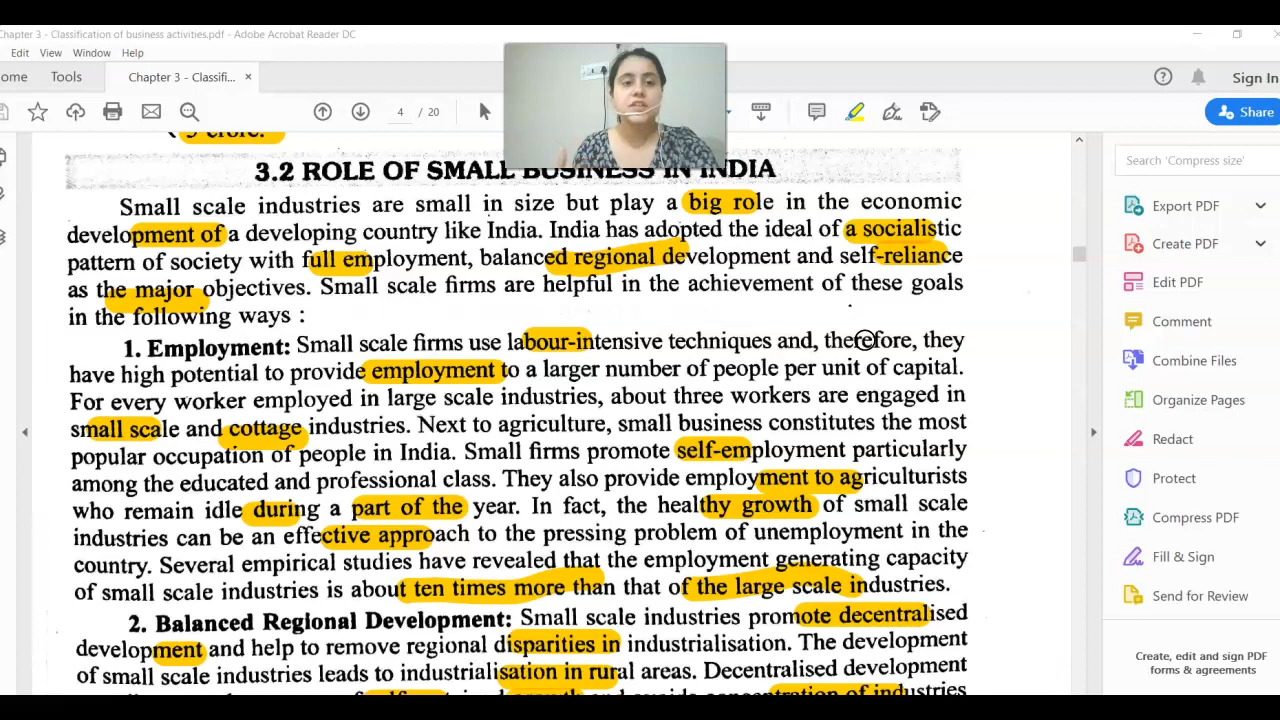 Chapter 3 - Classification of business activities.pdf - Adobe Acrobat Reader DC
Edit View Window Help
ome Tools Chapter 3 - Classifi... × Sign In
4 / 20 Share
5 crore.
3.2 ROLE OF SMALL BUSINESS IN INDIA
Small scale industries are small in size but play a big role in the economic
development of a developing country like India. India has adopted the ideal of a socialistic
pattern of society with full employment, balanced regional development and self-reliance
as the major objectives. Small scale firms are helpful in the achievement of these goals
in the following ways :
1. Employment: Small scale firms use labour-intensive techniques and, therefore, they
have high potential to provide employment to a larger number of people per unit of capital.
For every worker employed in large scale industries, about three workers are engaged in
small scale and cottage industries. Next to agriculture, small business constitutes the most
popular occupation of people in India. Small firms promote self-employment particularly
among the educated and professional class. They also provide employment to agriculturists
who remain idle during a part of the year. In fact, the healthy growth of small scale
industries can be an effective approach to the pressing problem of unemployment in the
country. Several empirical studies have revealed that the employment generating capacity
of small scale industries is about ten times more than that of the large scale industries.
2. Balanced Regional Development: Small scale industries promote decentralised
development and help to remove regional disparities in industrialisation. The development
of small scale industries leads to industrialisation in rural areas. Decentralised development
concentration of industries
Search 'Compress size'
Export PDF
Create PDF
Edit PDF
Comment
Combine Files
Organize Pages
Redact
Protect
Compress PDF
Fill & Sign
Send for Review
Create, edit and sign PDF
forms & agreements